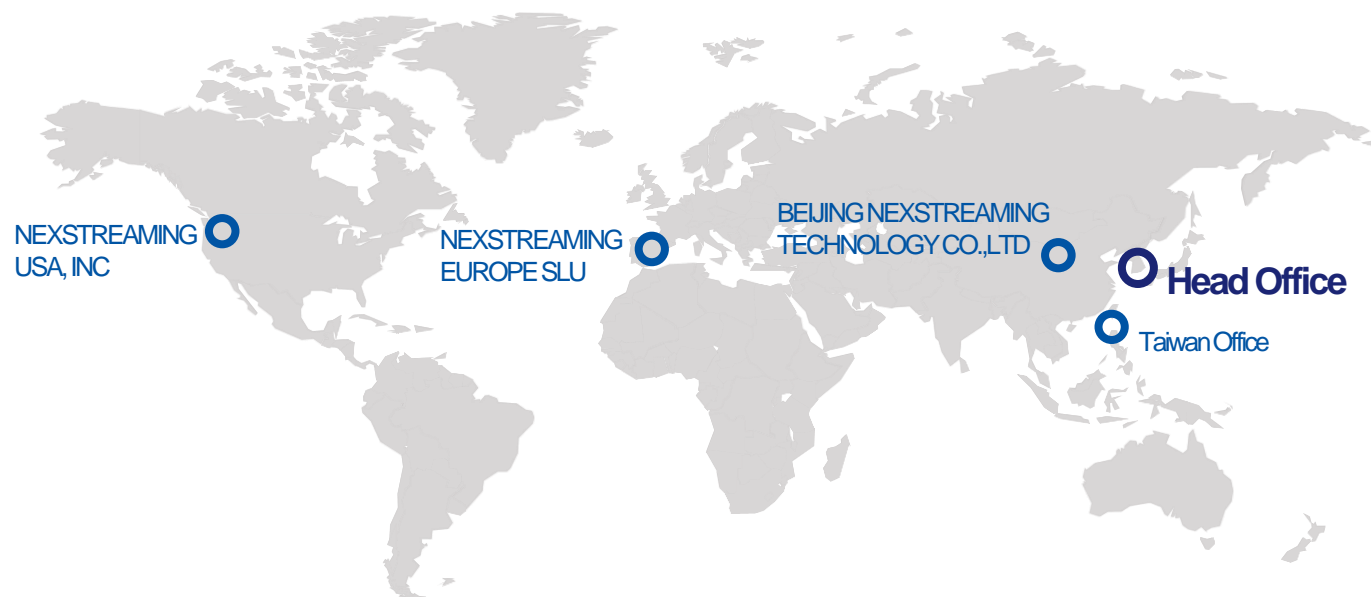 NEXSTREAMING
USA, INC
NEXSTREAMING
EUROPE SLU
BEIJING NEXSTREAMING
TECHNOLOGY CO.,LTD
Head Office
Taiwan Office